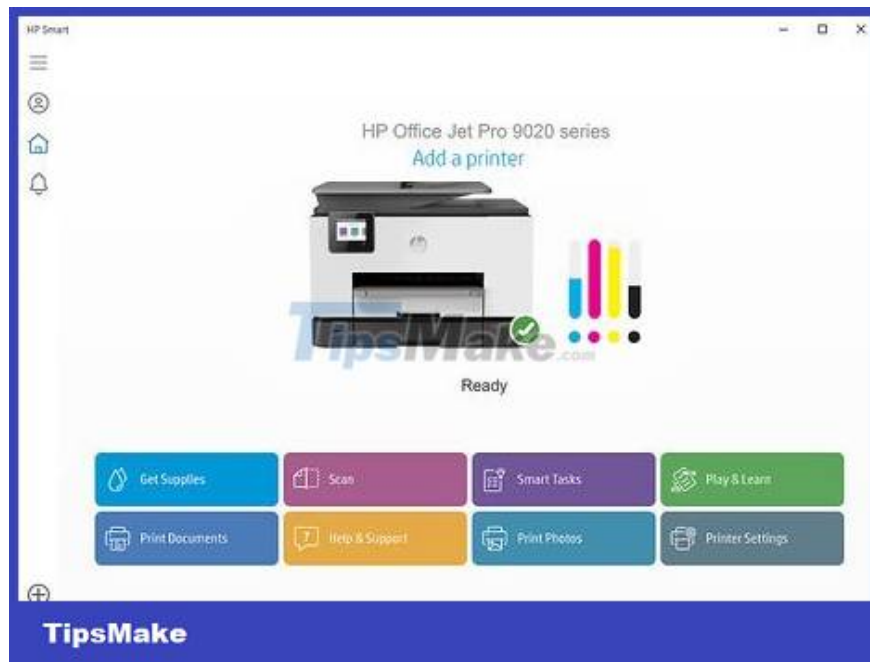 HP Smart
HP Office Jet Pro 9020 series
Add a printer
TipsMake.com
Ready
Get Supplies
Scan
Smart Tasks
Play & Learn
Print Documents
Help & Support
Print Photos
Printer Settings
TipsMake